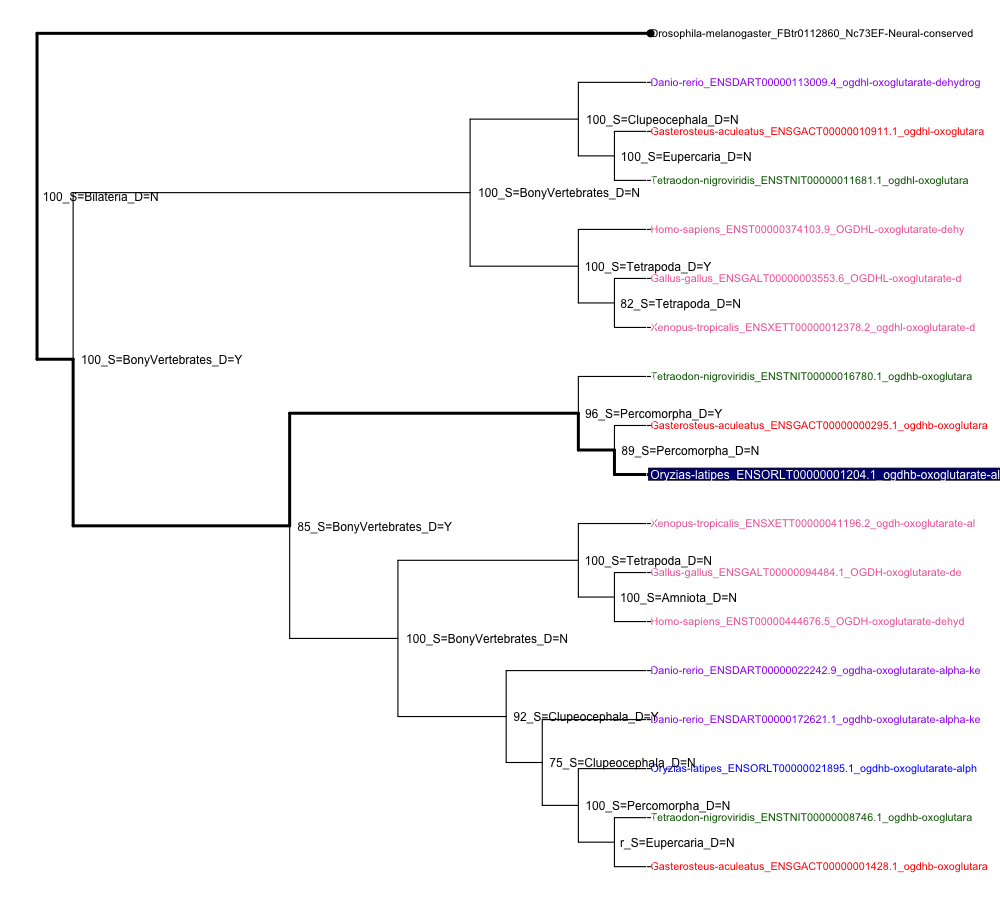 Drosophila-melanogaster_FBtr0112860_Nc73EF-Neural-conserved
Danio-rerio_ENSDART00000113009.4_ogdhl-oxoglutarate-dehydrog
100_S=Clupeocephala_D=N
Gasterosteus-aculeatus_ENSGACT00000010911.1_ogdhl-oxoglutara
100_S=Eupercaria_D=N
Tetraodon-nigroviridis_ENSTNIT00000011681.1_ogdhl-oxoglutara
100_S=BonyVertebrates_D=N
100_S=Bilateria_D=N
Homo-sapiens_ENST00000374103.9_OGDHL-oxoglutarate-dehy
100_S=Tetrapoda_D=Y
Gallus-gallus_ENSGALT00000003553.6_OGDHL-oxoglutarate-d
82_S=Tetrapoda_D=N
Xenopus-tropicalis_ENSXETT00000012378.2_ogdhl-oxoglutarate-d
100_S=BonyVertebrates_D=Y
Tetraodon-nigroviridis_ENSTNIT00000016780.1_ogdhb-oxoglutara
96_S=Percomorpha_D=Y
Gasterosteus-aculeatus_ENSGACT00000000295.1_ogdhb-oxoglutara
89_S=Percomorpha_D=N
Oryzias-latipes_ENSORLT00000001204.1_ogdhb-oxoglutarate-al
Xenopus-tropicalis_ENSXETT00000041196.2_ogdh-oxoglutarate-al
85_S=BonyVertebrates_D=Y
100_S=Tetrapoda_D=N
Gallus-gallus_ENSGALT00000094484.1_OGDH-oxoglutarate-de
100_S=Amniota_D=N
Homo-sapiens_ENST00000444676.5_OGDH-oxoglutarate-dehyd
100_S=BonyVertebrates_D=N
Danio-rerio_ENSDART00000022242.9_ogdha-oxoglutarate-alpha-ke
92_S=Clupeocephala_D=Y
Danio-rerio_ENSDART00000172621.1_ogdhb-oxoglutarate-alpha-ke
75_S=Clupeocephala_D=N
Oryzias-latipes_ENSORLT00000021895.1_ogdhb-oxoglutarate-alph
100_S=Percomorpha_D=N
Tetraodon-nigroviridis_ENSTNIT00000008746.1_ogdhb-oxoglutara
r_S=Eupercaria_D=N
Gasterosteus-aculeatus_ENSGACT00000001428.1_ogdhb-oxoglutara